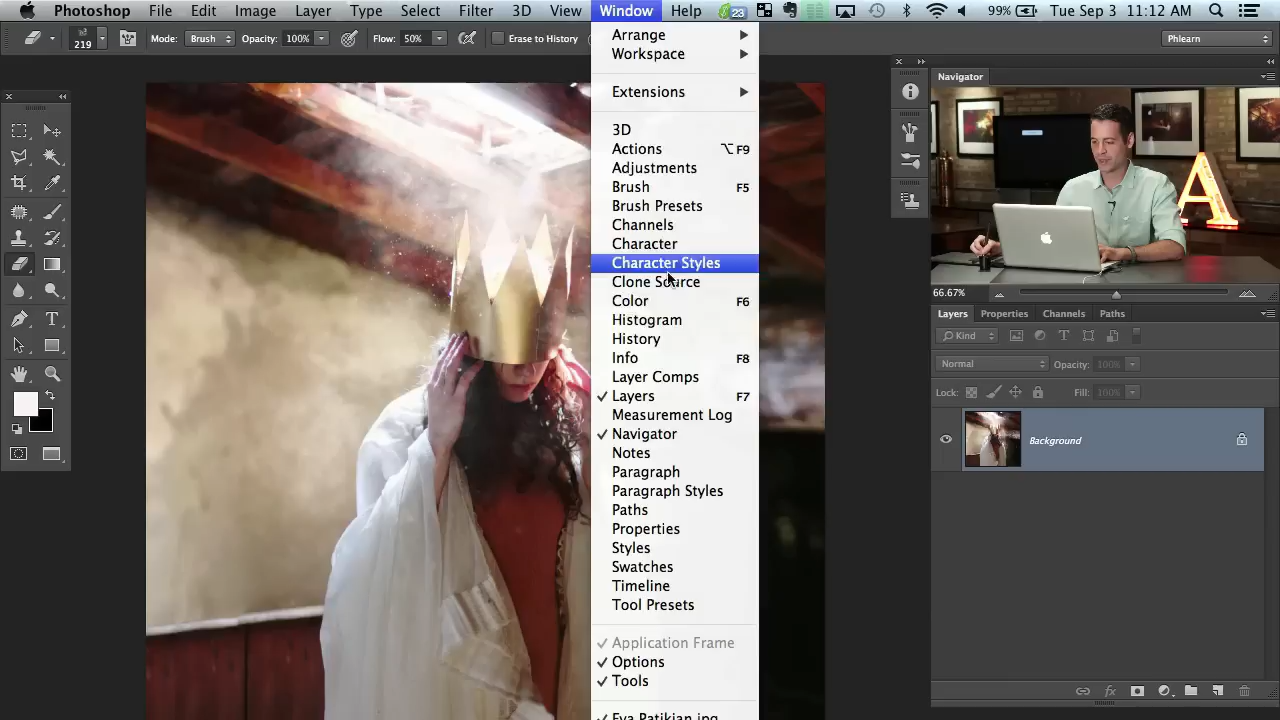 Photoshop File Edit Image Layer Type Select Filter 3D View Window Help 23 99% Tue Sep 3 11:12 AM
219 Mode: Brush Opacity: 100% Flow: 50% Erase to History Phlearn
Arrange
Workspace
Extensions
3D
Actions ⌥ F9
Adjustments
Brush F5
Brush Presets
Channels
Character
Character Styles
Clone Source
Color F6
Histogram
History
Info F8
Layer Comps
✓ Layers F7
Measurement Log
✓ Navigator
Notes
Paragraph
Paragraph Styles
Paths
Properties
Styles
Swatches
Timeline
Tool Presets
✓ Application Frame
✓ Options
✓ Tools
Navigator
A
66.67%
Layers Properties Channels Paths
Kind
Normal Opacity: 100%
Lock: Fill: 100%
Background